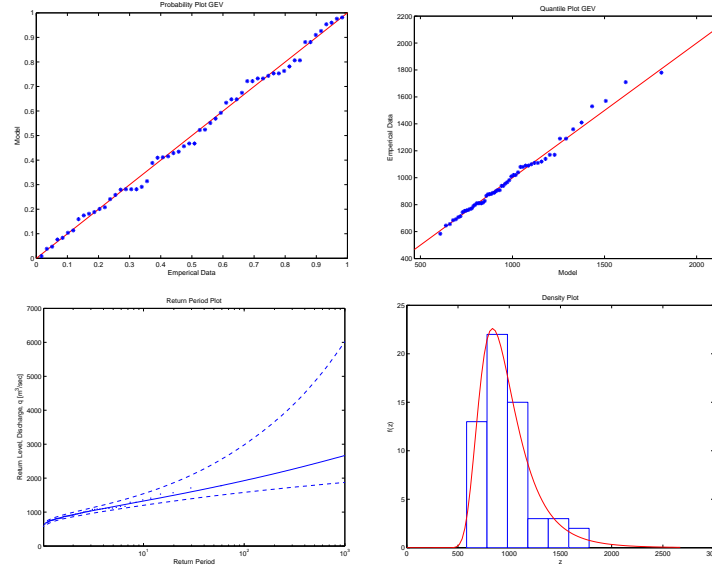 Probability Plot GEV
1
0.9
0.8
0.7
0.6
0.5
0.4
0.3
0.2
0.1
0
Model
0 0.1 0.2 0.3 0.4 0.5 0.6 0.7 0.8 0.9 1
Emperical Data
Quantile Plot GEV
2200
2000
1800
1600
1400
1200
1000
800
600
400
Emperical Data
500 1000 1500 2000
Model
Return Period Plot
7000
6000
5000
4000
3000
2000
1000
0
Return Level, Discharge, q [m³/sec]
10¹ 10² 10³
Return Period
Density Plot
25
20
15
10
5
0
f(z)
0 500 1000 1500 2000 2500 3000
z